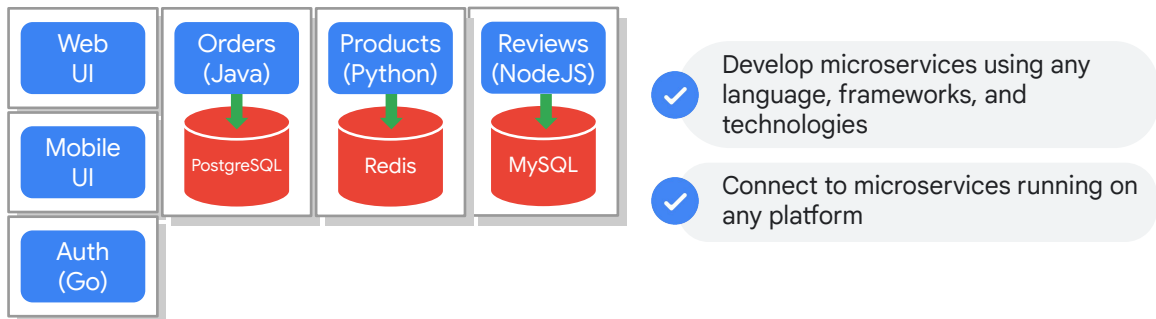 Web
UI
Orders
(Java)
PostgreSQL
Products
(Python)
Redis
Reviews
(NodeJS)
MySQL
Mobile
UI
Auth
(Go)
Develop microservices using any
language, frameworks, and
technologies
Connect to microservices running on
any platform